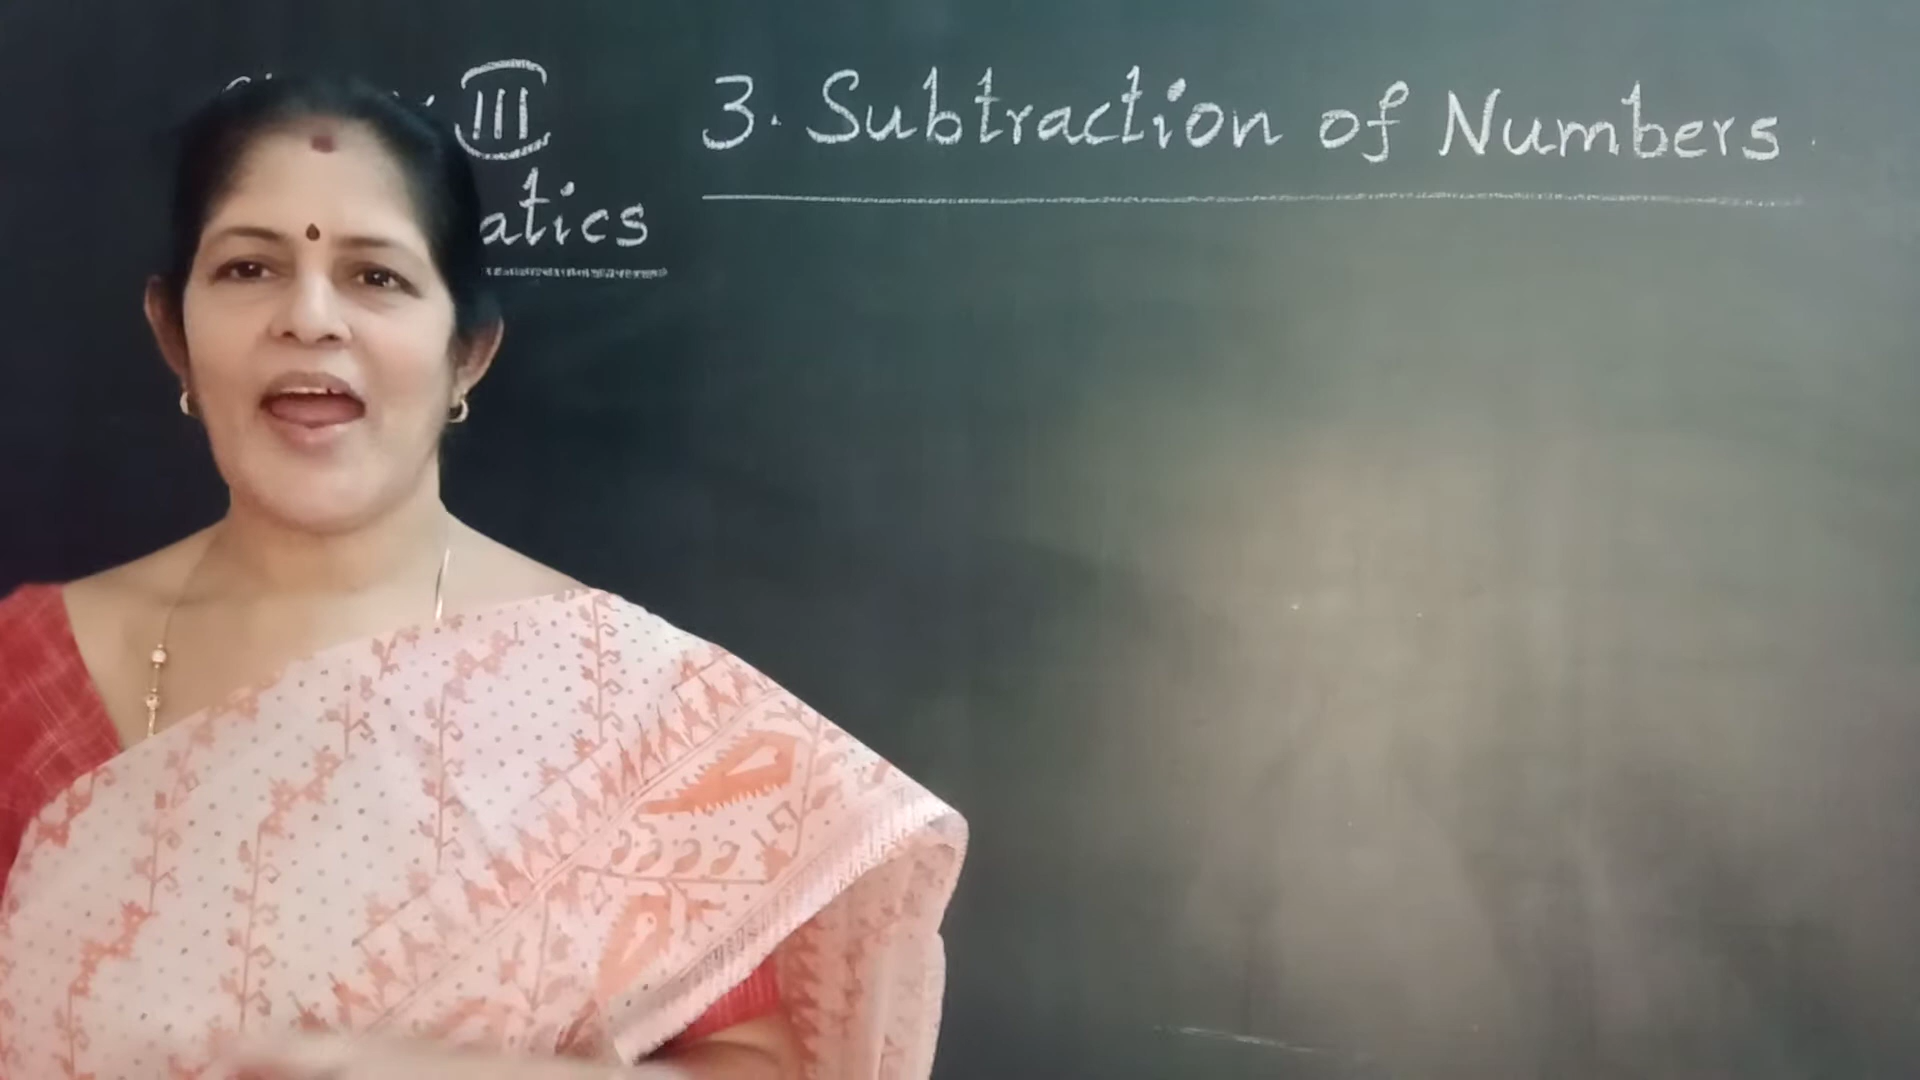 III
3. Subtraction of Numbers
atics